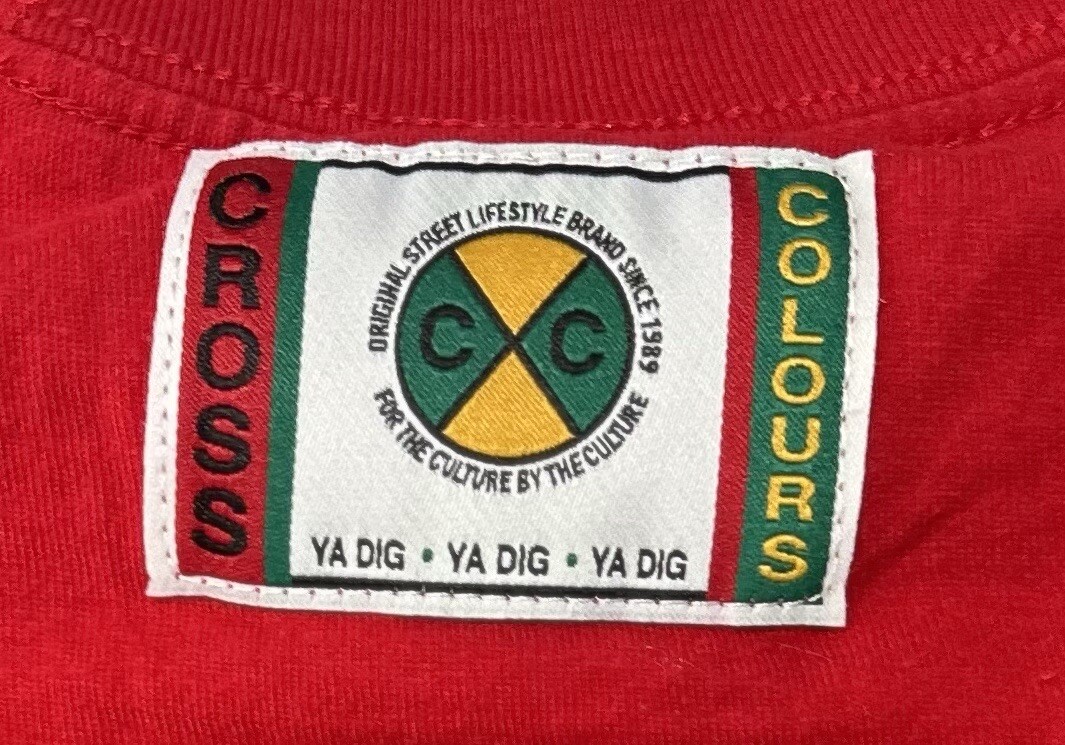 CROSS
ORIGINAL STREET LIFESTYLE BRAND SINCE 1989
C C
FOR THE CULTURE BY THE CULTURE
YA DIG • YA DIG • YA DIG
COLOURS